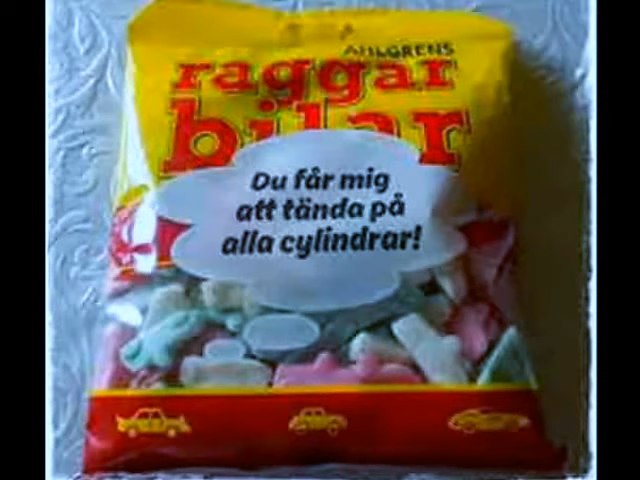 AHLGRENS
raggar
bilar
Du får mig
att tända på
alla cylindrar!